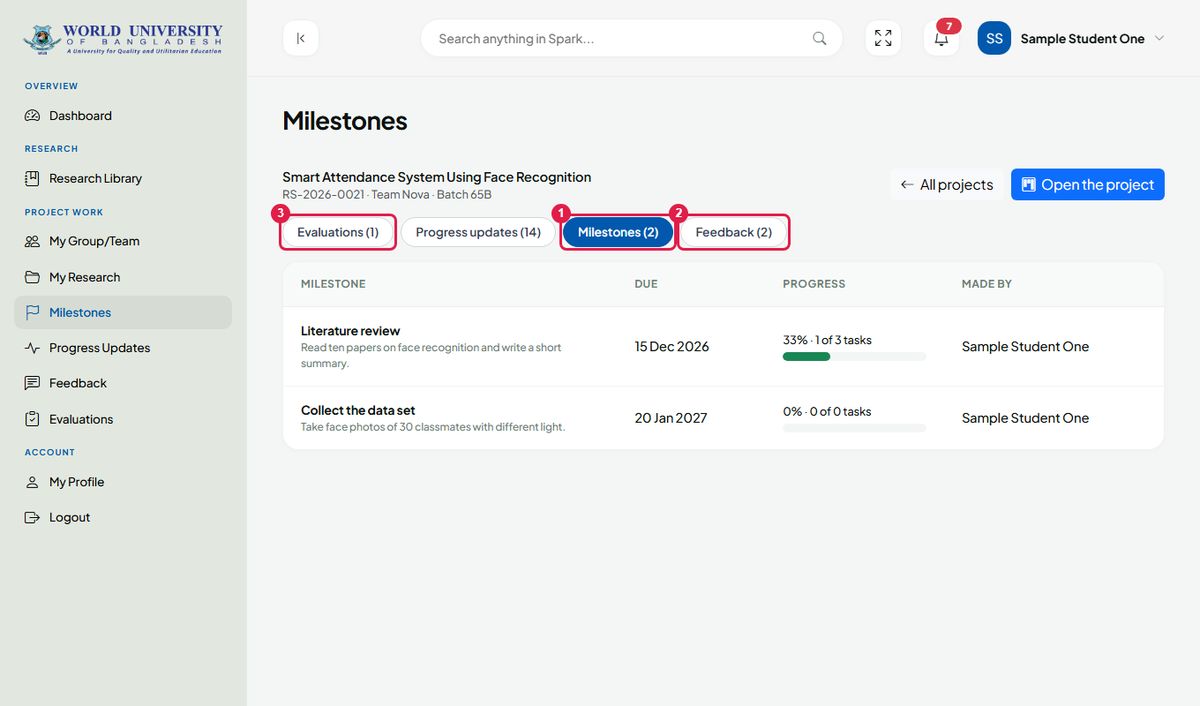 WORLD UNIVERSITY
OF BANGLADESH
A University for Quality and Utilitarian Education
Search anything in Spark...
7
SS
Sample Student One
OVERVIEW
Dashboard
RESEARCH
Research Library
PROJECT WORK
My Group/Team
My Research
Milestones
Progress Updates
Feedback
Evaluations
ACCOUNT
My Profile
Logout
Milestones
Smart Attendance System Using Face Recognition
RS-2026-0021 · Team Nova · Batch 65B
← All projects
Open the project
3
Evaluations (1)
Progress updates (14)
1
Milestones (2)
2
Feedback (2)
MILESTONE DUE PROGRESS MADE BY
Literature review
Read ten papers on face recognition and write a short
summary.
15 Dec 2026
33% · 1 of 3 tasks
Sample Student One
Collect the data set
Take face photos of 30 classmates with different light.
20 Jan 2027
0% · 0 of 0 tasks
Sample Student One